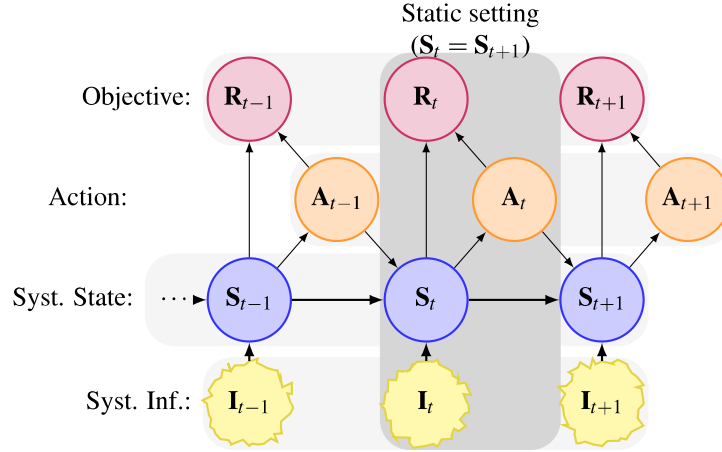 Static setting
(S_t = S_{t+1})
Objective: R_{t−1} R_t R_{t+1}
Action: A_{t−1} A_t A_{t+1}
Syst. State: ··· S_{t−1} S_t S_{t+1}
Syst. Inf.: I_{t−1} I_t I_{t+1}